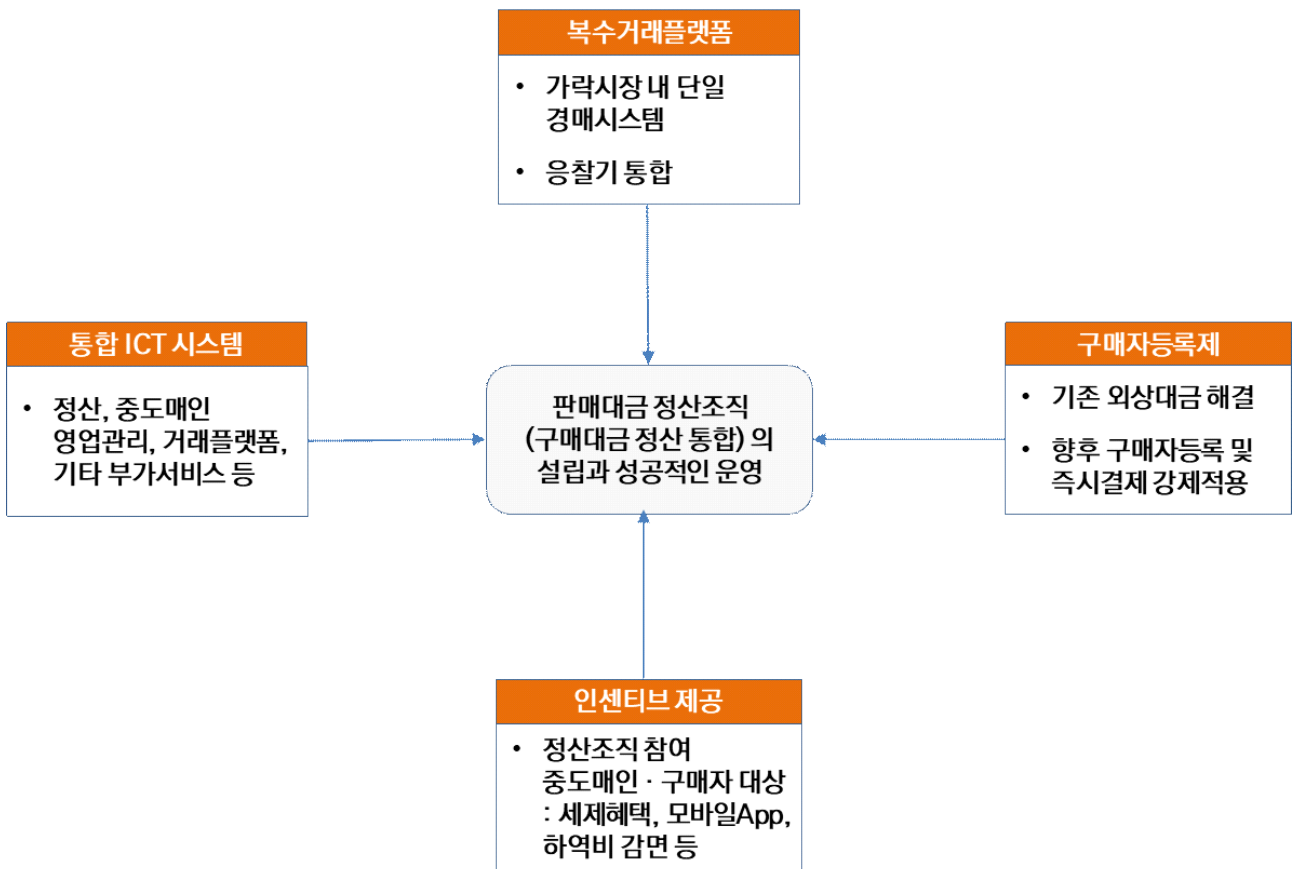 복수거래플랫폼
• 가락시장 내 단일
경매시스템
• 응찰기 통합
통합 ICT 시스템
• 정산, 중도매인
영업관리, 거래플랫폼,
기타 부가서비스 등
판매대금 정산조직
(구매대금 정산 통합) 의
설립과 성공적인 운영
구매자등록제
• 기존 외상대금 해결
• 향후 구매자등록 및
즉시결제 강제적용
인센티브 제공
• 정산조직 참여
중도매인 · 구매자 대상
: 세제혜택, 모바일App,
하역비 감면 등